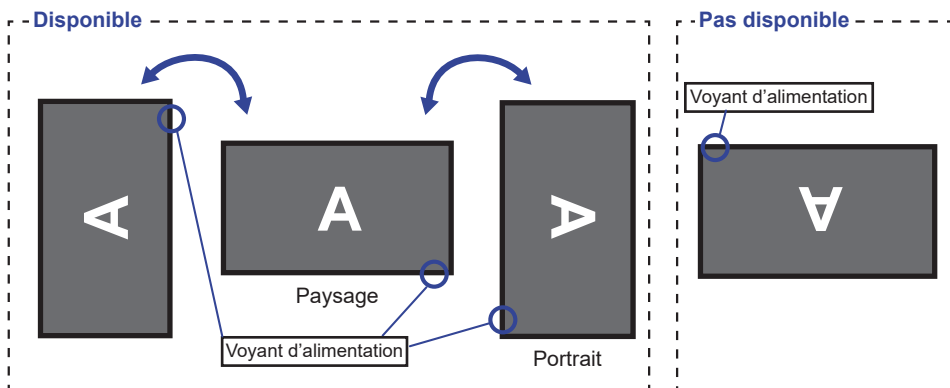 Disponible
Pas disponible
Voyant d’alimentation
A
A
A
A
Paysage
Voyant d’alimentation
Portrait